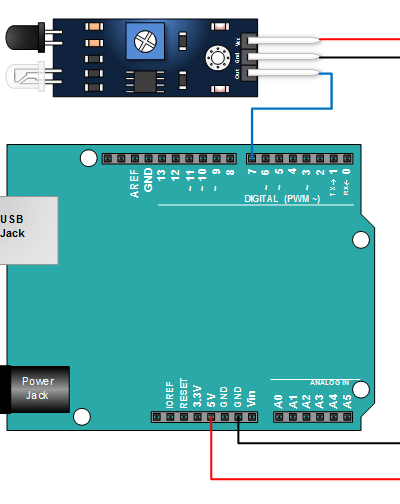 Vcc
Gnd
Out
AREF
GND
13
12
~ 11
~ 10
~ 9
8
7
~ 6
~ 5
4
~ 3
2
TX→ 1
RX← 0
DIGITAL (PWM ~)
USB
Jack
Power
Jack
IOREF
RESET
3.3V
5V
GND
GND
Vin
ANALOG IN
A0
A1
A2
A3
A4
A5